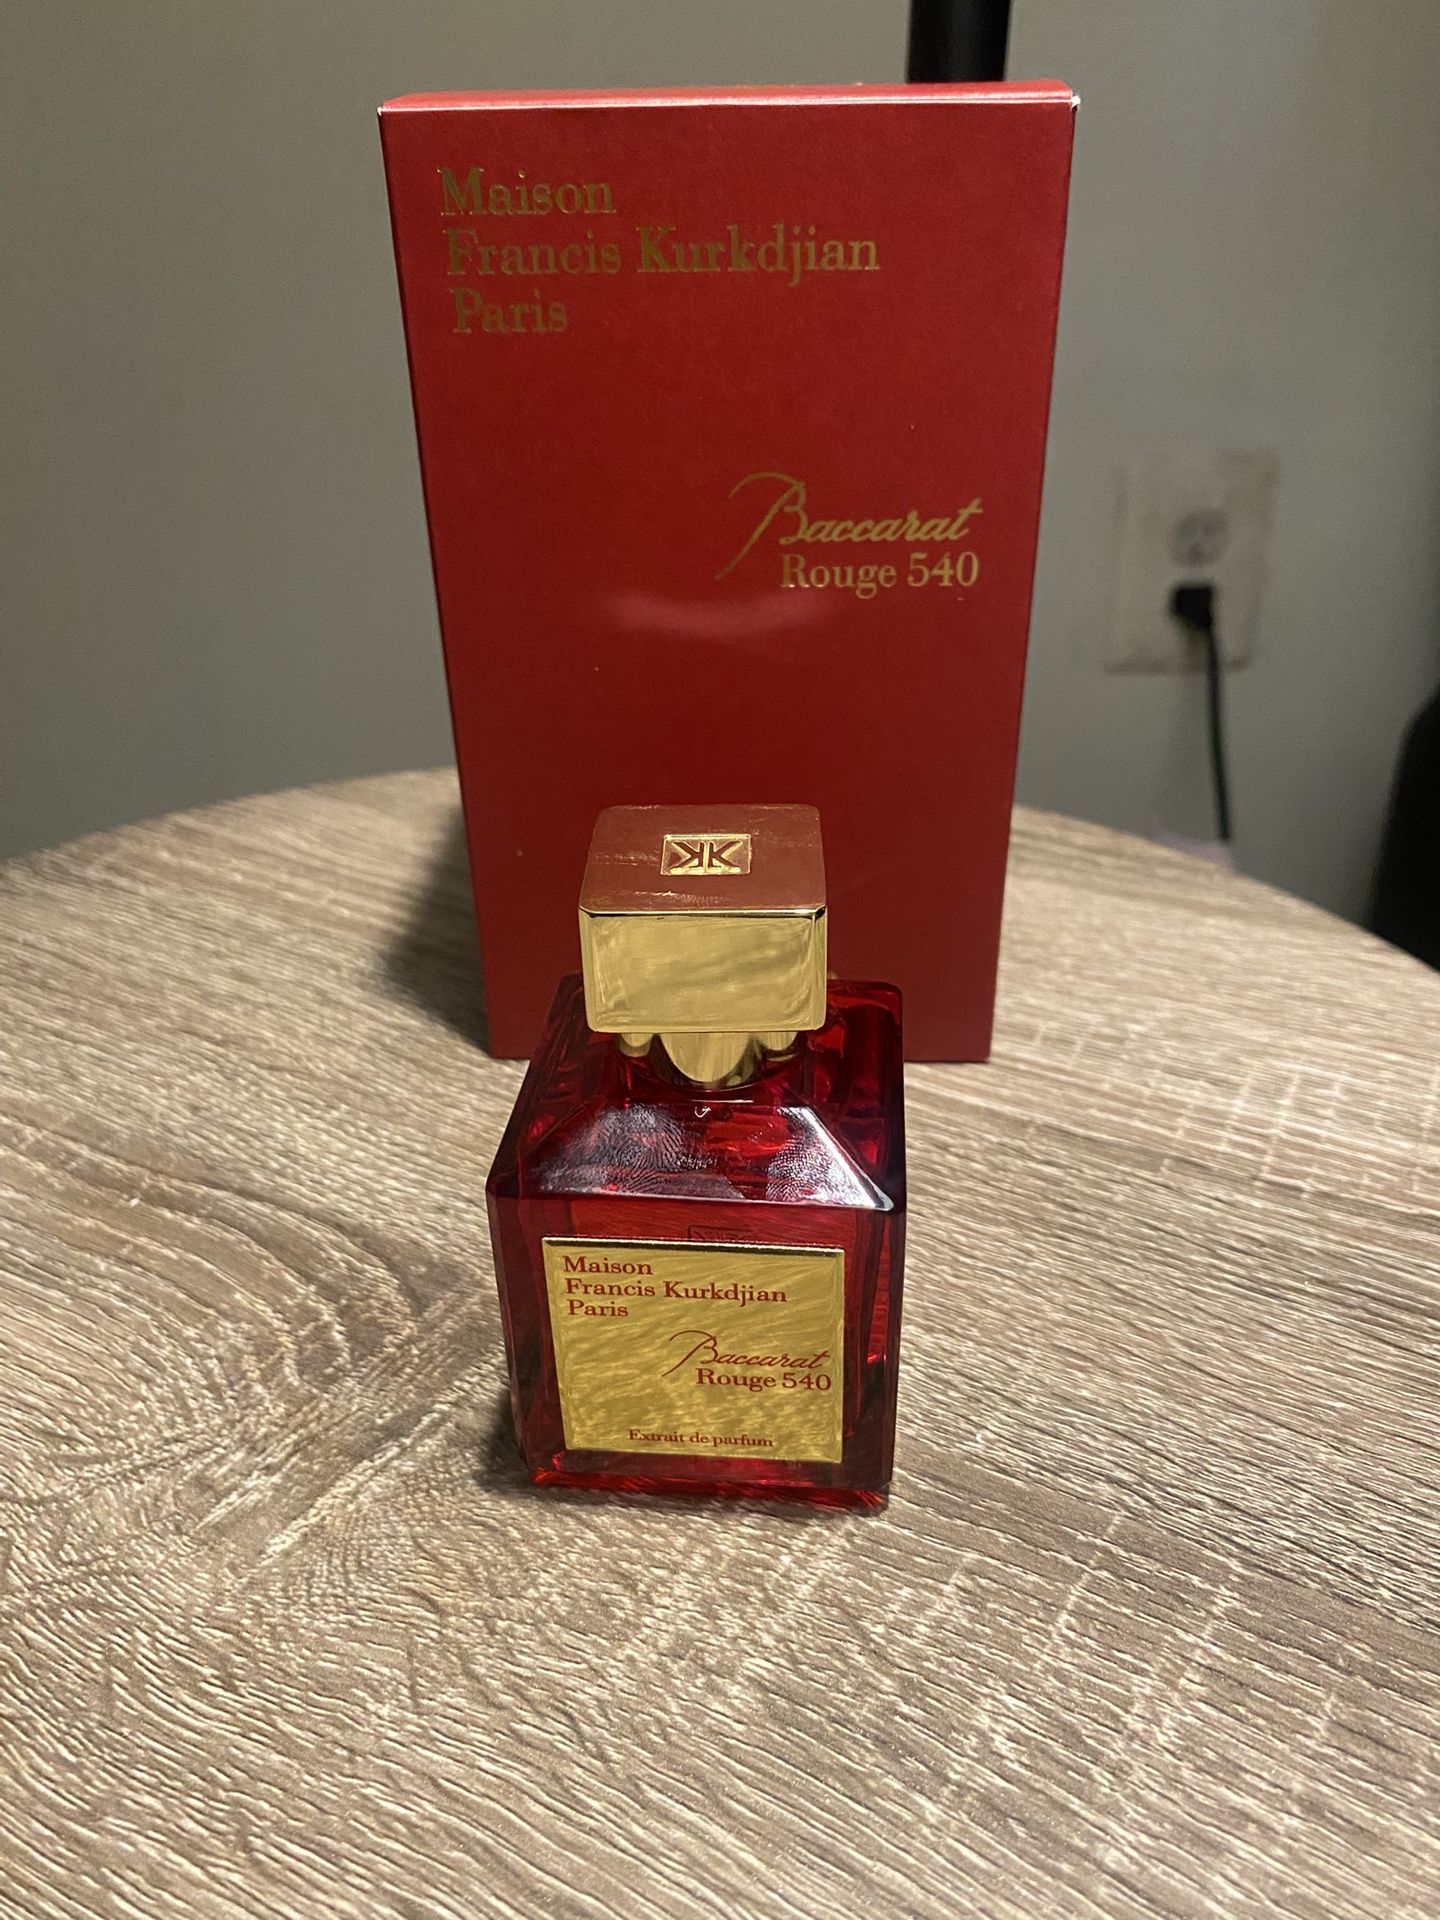 Maison
Francis Kurkdjian
Paris
Baccarat
Rouge 540
Maison
Francis Kurkdjian
Paris
Baccarat
Rouge 540
Extrait de parfum